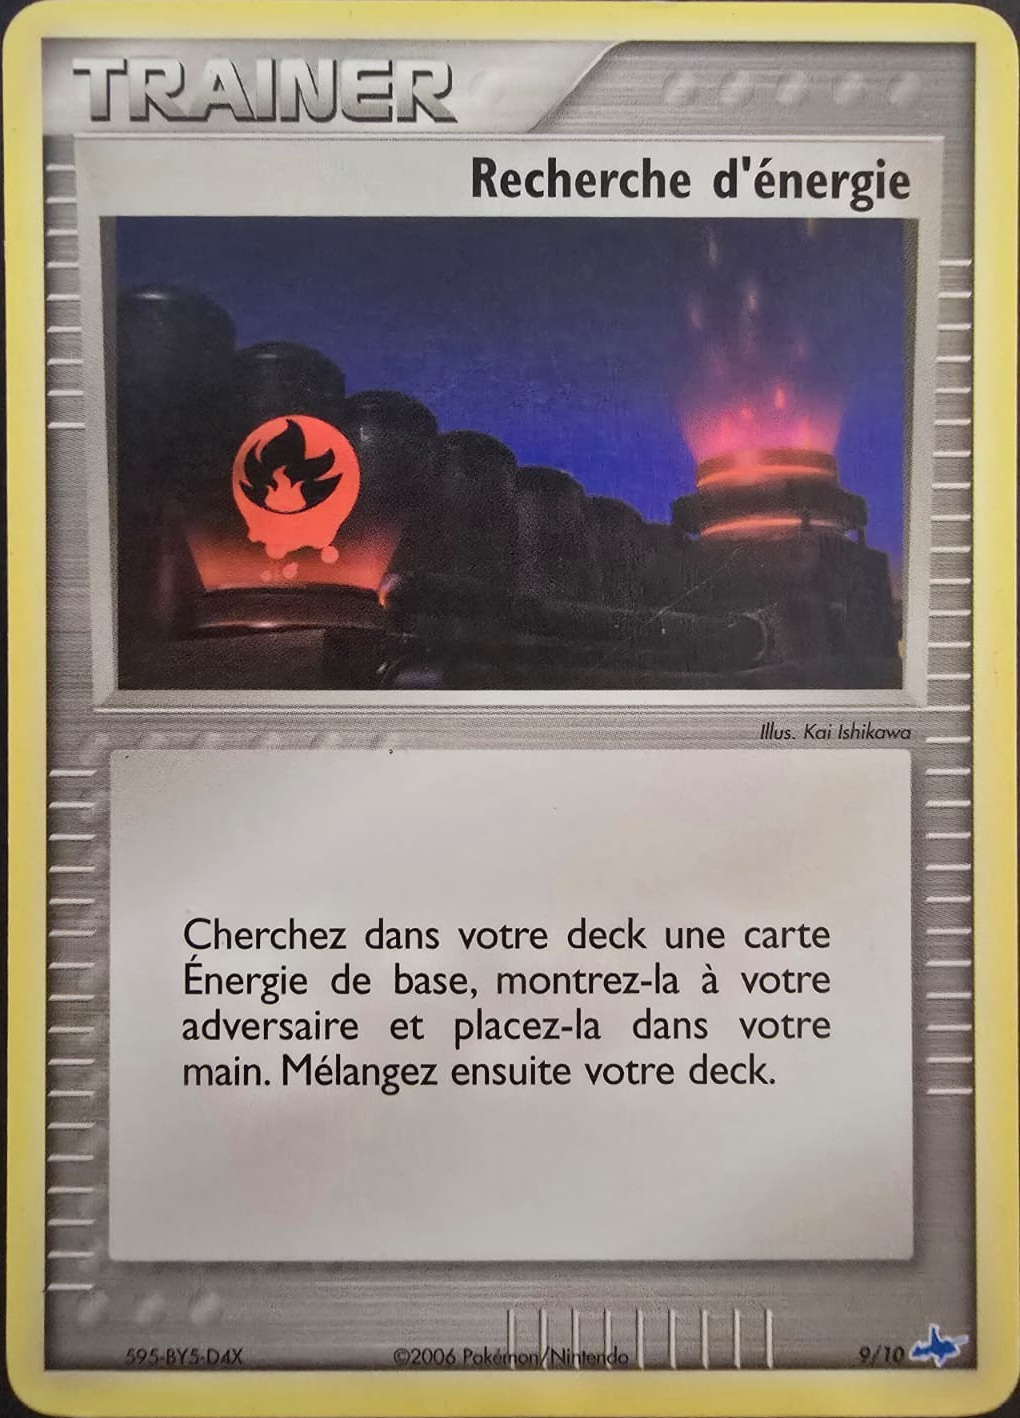 TRAINER
Recherche d'énergie
Illus. Kai Ishikawa
Cherchez dans votre deck une carte
Énergie de base, montrez-la à votre
adversaire et placez-la dans votre
main. Mélangez ensuite votre deck.
595-BY5-D4X
©2006 Pokémon/Nintendo
9/10